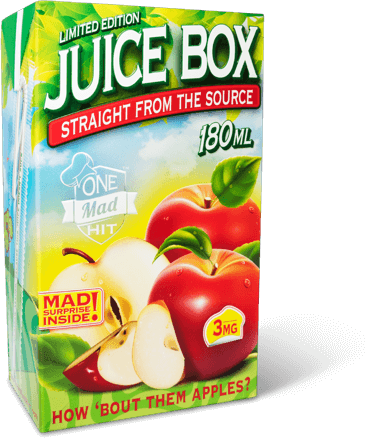 LIMITED EDITION
JUICE BOX
STRAIGHT FROM THE SOURCE
180ML
ONE
Mad
HIT
MAD
SURPRISE
INSIDE!
3MG
HOW 'BOUT THEM APPLES?